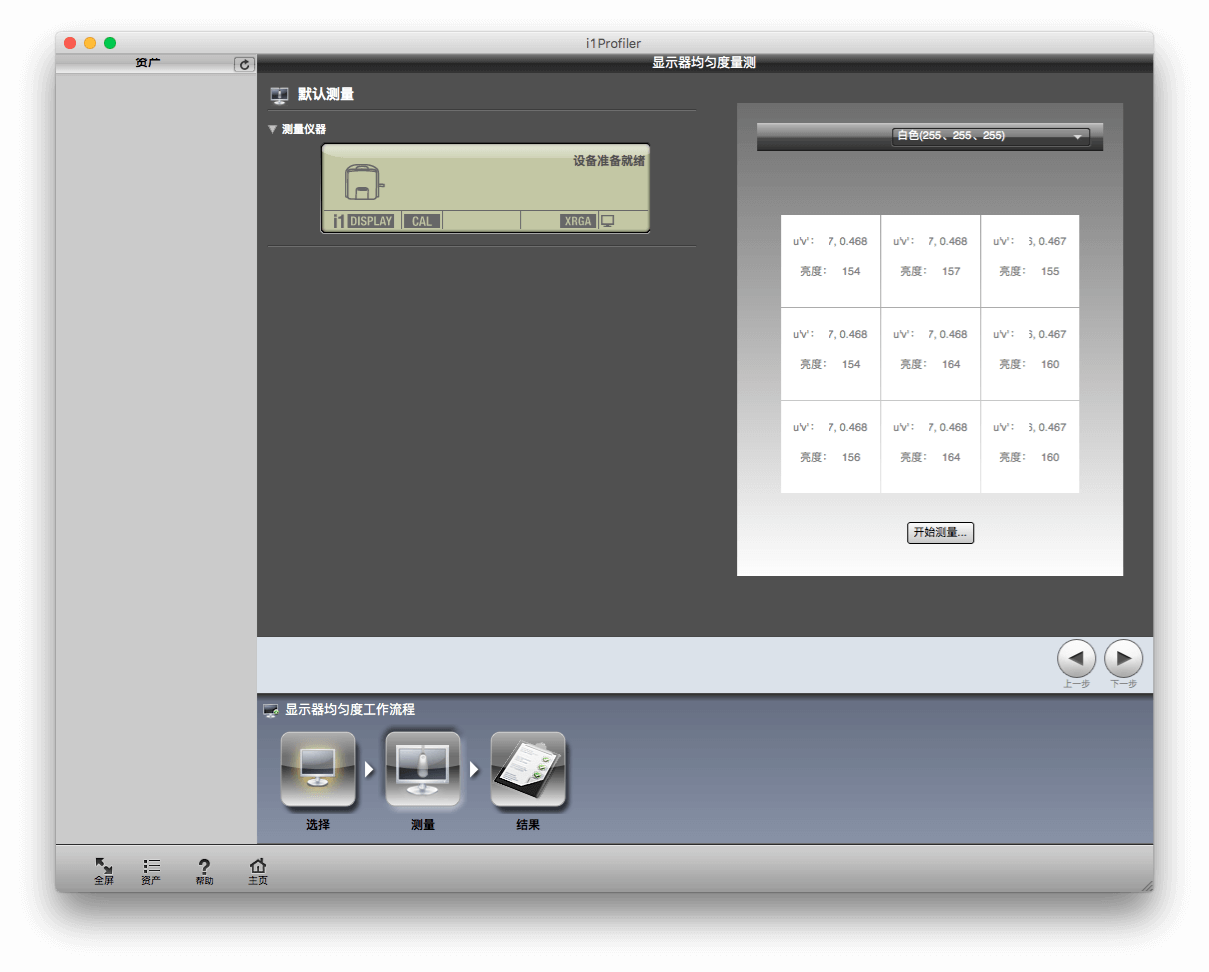 i1Profiler
资产
显示器均匀度量测
默认测量
测量仪器
设备准备就绪
i1 DISPLAY CAL XRGA
白色(255、255、255)
u'v': 7, 0.468 u'v': 7, 0.468 u'v': 0.467
亮度: 154 亮度: 157 亮度: 155
u'v': 7, 0.468 u'v': 7, 0.468 u'v': 0.467
亮度: 154 亮度: 164 亮度: 160
u'v': 7, 0.468 u'v': 7, 0.468 u'v': 0.467
亮度: 156 亮度: 164 亮度: 160
开始测量...
上一步 下一步
显示器均匀度工作流程
选择 测量 结果
全屏 资产 帮助 主页